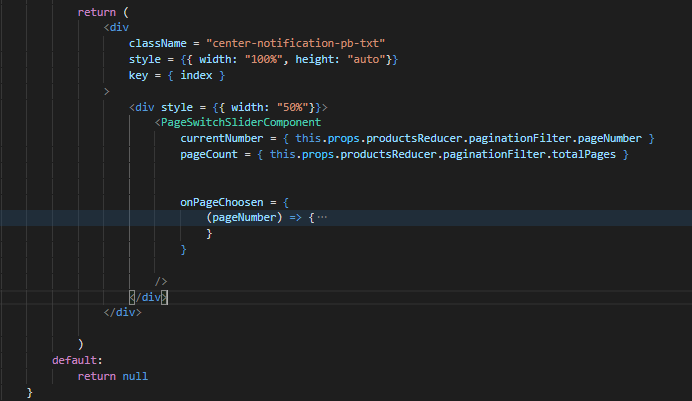 return (
<div
className = "center-notification-pb-txt"
style = {{ width: "100%", height: "auto"}}
key = { index }
>
<div style = {{ width: "50%"}}>
<PageSwitchSliderComponent
currentNumber = { this.props.productsReducer.paginationFilter.pageNumber }
pageCount = { this.props.productsReducer.paginationFilter.totalPages }
onPageChoosen = {
(pageNumber) => {⋯
}
}
/>
</div>
</div>
)
default:
return null
}